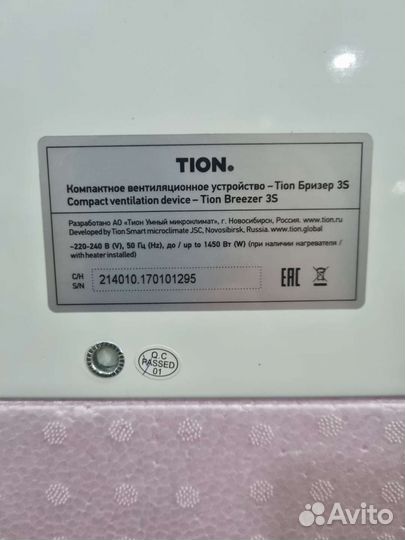 TION.
Компактное вентиляционное устройство – Tion Бризер 3S
Compact ventilation device – Tion Breezer 3S
Разработано АО «Тион Умный микроклимат», г. Новосибирск, Россия. www.tion.ru
Developed by Tion Smart microclimate JSC, Novosibirsk, Russia. www.tion.global
~220-240 В (V), 50 Гц (Hz), до / up to 1450 Вт (W) (при наличии нагревателя /
with heater installed)
С/Н
S/N
214010.170101295
EAC
Q.C
PASSED
01
Avito